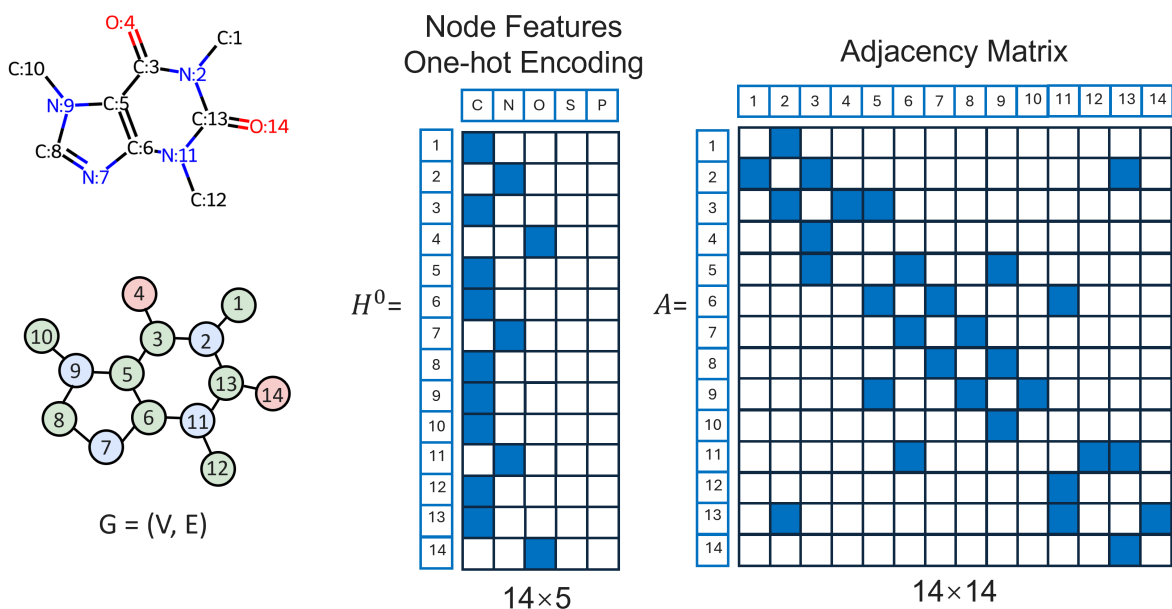 O:4
C:1
C:10
C:3
N:2
N:9
C:5
C:13
O:14
C:8
C:6
N:11
N:7
C:12
4
1
10
3
2
9
5
13
14
8
6
11
7
12
G = (V, E)
Node Features
One-hot Encoding
C N O S P
1
2
3
4
5
6
7
8
9
10
11
12
13
14
H⁰=
14×5
Adjacency Matrix
1 2 3 4 5 6 7 8 9 10 11 12 13 14
1
2
3
4
5
6
7
8
9
10
11
12
13
14
A=
14×14